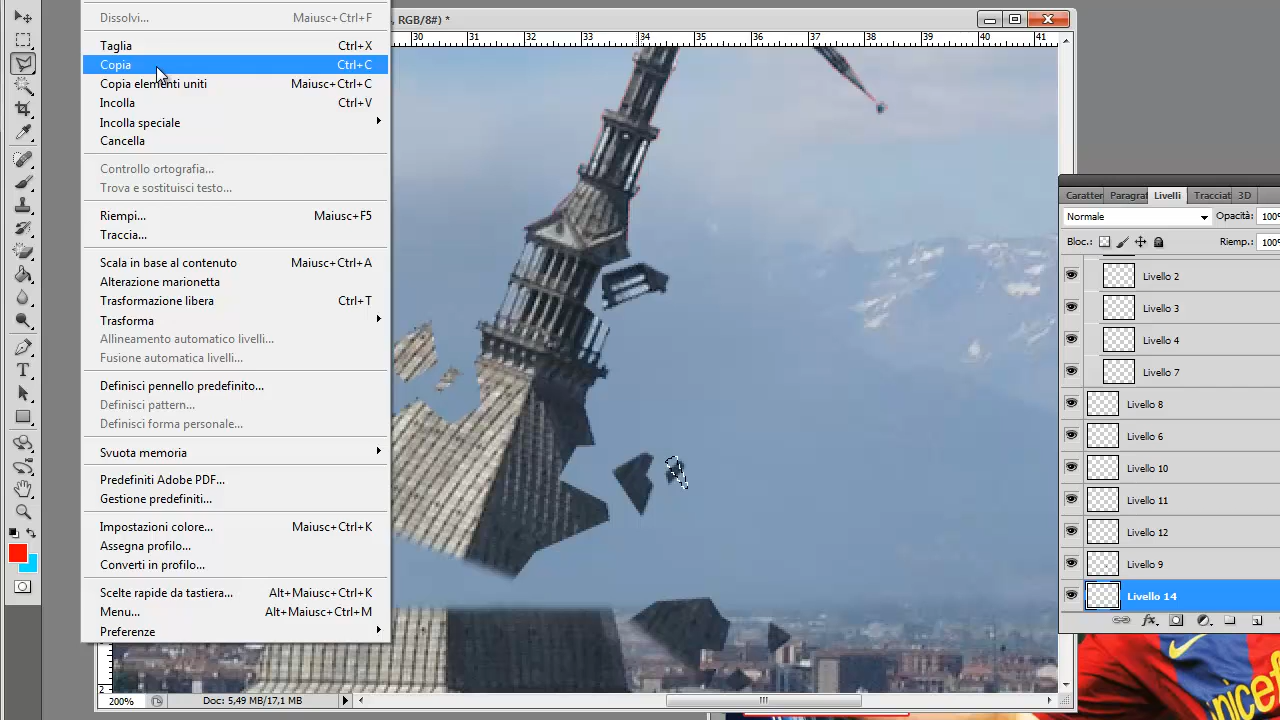 Dissolvi... Maiusc+Ctrl+F
Taglia Ctrl+X
Copia Ctrl+C
Copia elementi uniti Maiusc+Ctrl+C
Incolla Ctrl+V
Incolla speciale
Cancella
Controllo ortografia...
Trova e sostituisci testo...
Riempi... Maiusc+F5
Traccia...
Scala in base al contenuto Maiusc+Ctrl+A
Alterazione marionetta
Trasformazione libera Ctrl+T
Trasforma
Allineamento automatico livelli...
Fusione automatica livelli...
Definisci pennello predefinito...
Definisci pattern...
Definisci forma personale...
Svuota memoria
Predefiniti Adobe PDF...
Gestione predefiniti...
Impostazioni colore... Maiusc+Ctrl+K
Assegna profilo...
Converti in profilo...
Scelte rapide da tastiera... Alt+Maiusc+Ctrl+K
Menu... Alt+Maiusc+Ctrl+M
Preferenze
, RGB/8#) *
30 31 32 33 34 35 36 37 38 39 40 41
2
200% Doc: 5,49 MB/17,1 MB
Caratter Paragraf Livelli Tracciat 3D
Normale Opacità: 100%
Bloc.: Riemp.: 100%
Livello 2
Livello 3
Livello 4
Livello 7
Livello 8
Livello 6
Livello 10
Livello 11
Livello 12
Livello 9
Livello 14
fx
T
unicef